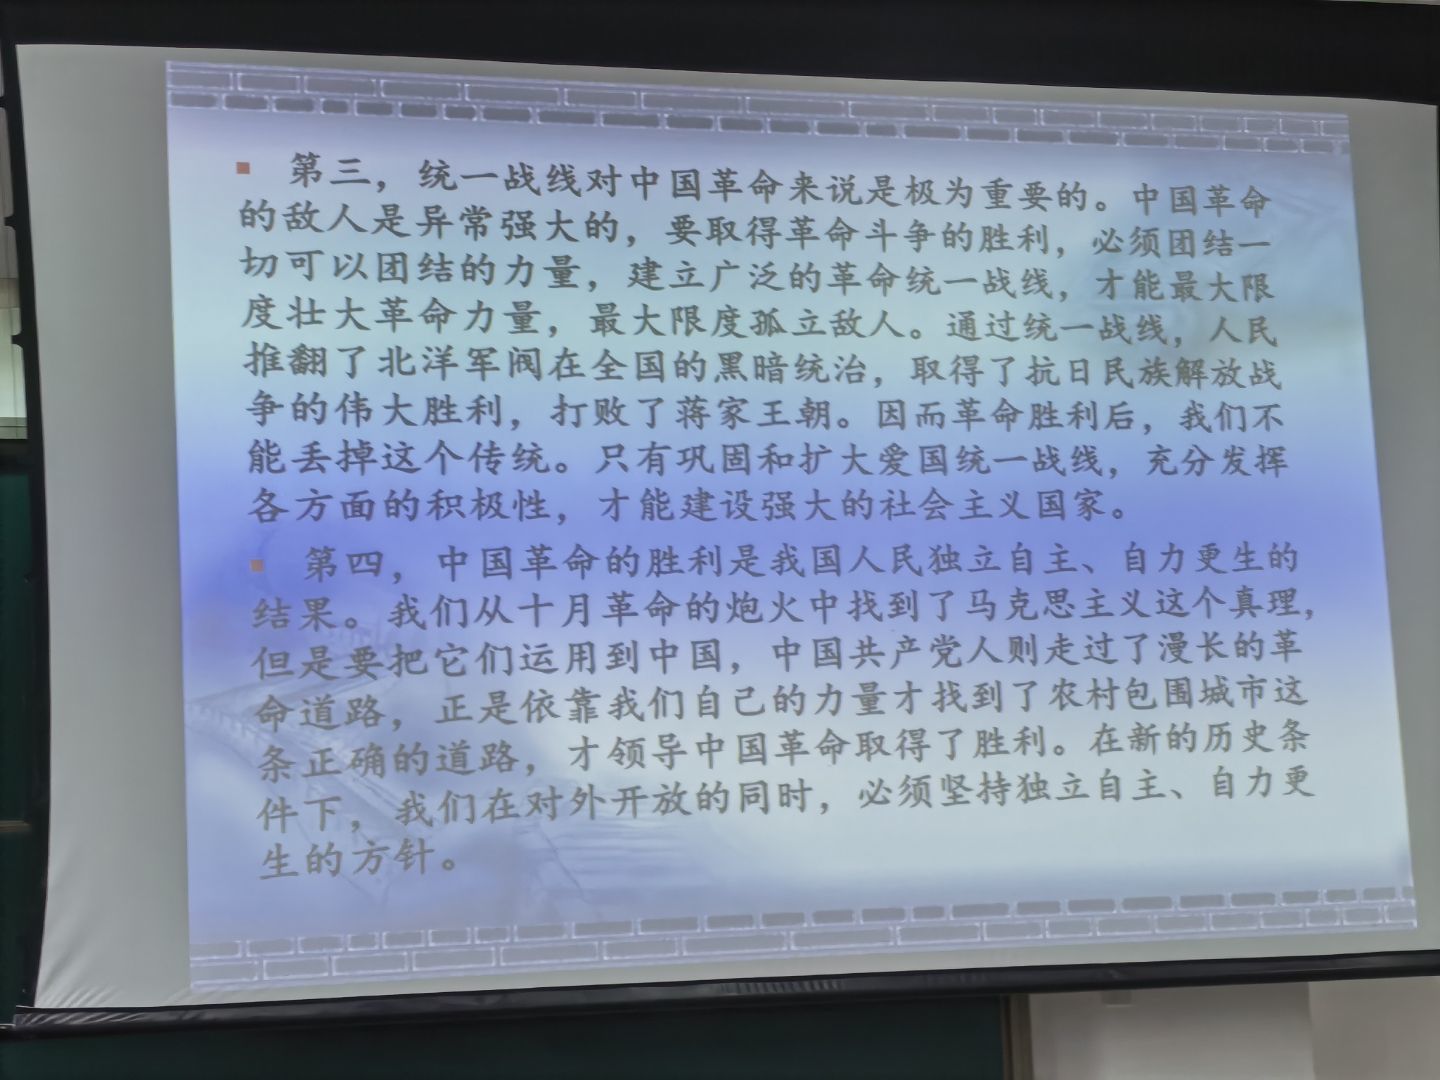 第三，统一战线对中国革命来说是极为重要的。中国革命
的敌人是异常强大的，要取得革命斗争的胜利，必须团结一
切可以团结的力量，建立广泛的革命统一战线，才能最大限
度壮大革命力量，最大限度孤立敌人。通过统一战线，人民
推翻了北洋军阀在全国的黑暗统治，取得了抗日民族解放战
争的伟大胜利，打败了蒋家王朝。因而革命胜利后，我们不
能丢掉这个传统。只有巩固和扩大爱国统一战线，充分发挥
各方面的积极性，才能建设强大的社会主义国家。
第四，中国革命的胜利是我国人民独立自主、自力更生的
结果。我们从十月革命的炮火中找到了马克思主义这个真理，
但是要把它们运用到中国，中国共产党人则走过了漫长的革
命道路，正是依靠我们自己的力量才找到了农村包围城市这
条正确的道路，才领导中国革命取得了胜利。在新的历史条
件下，我们在对外开放的同时，必须坚持独立自主、自力更
生的方针。